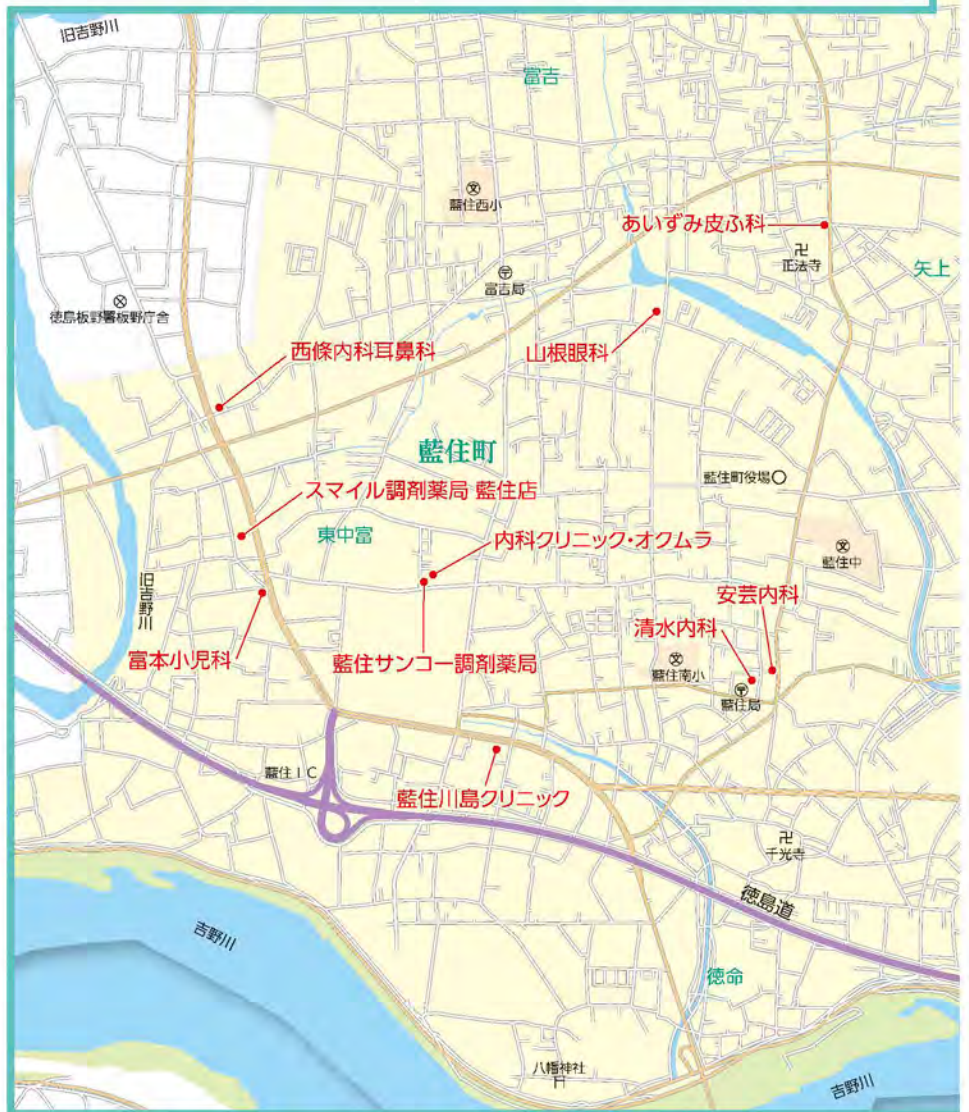 旧吉野川
富吉
文
藍住西小
あいずみ皮ふ科
卍
正法寺
矢上
〒
富吉局
徳島板野署板野庁舎
山根眼科
西條内科耳鼻科
藍住町
藍住町役場
スマイル調剤薬局 藍住店
東中富
内科クリニック・オクムラ
文
藍住中
旧吉野川
安芸内科
清水内科
富本小児科
藍住サンコー調剤薬局
文
藍住南小
〒
藍住局
藍住IC
藍住川島クリニック
卍
千光寺
徳島道
吉野川
徳命
八幡神社
吉野川